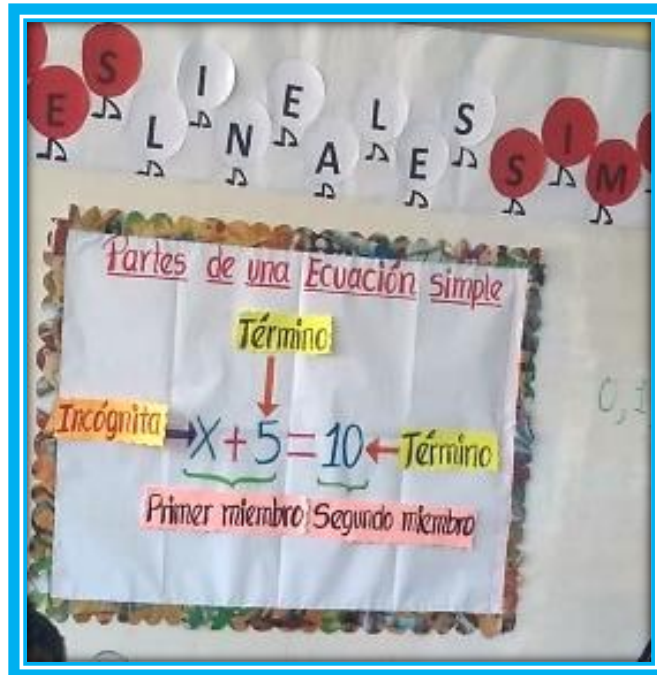 E S L I N E A L E S S I M
Partes de una Ecuación simple
Término
Incógnita
X + 5 = 10
Término
Primer miembro Segundo miembro